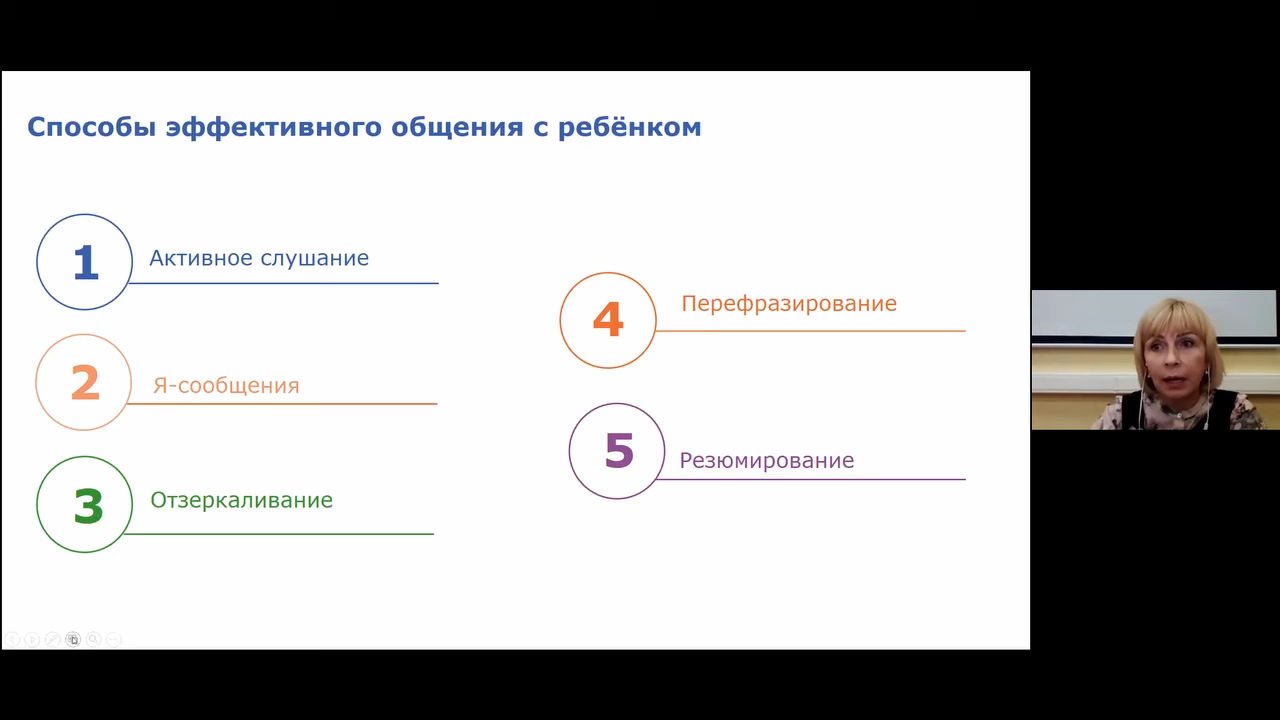 Способы эффективного общения с ребёнком
1
Активное слушание
2
Я-сообщения
3
Отзеркаливание
4
Перефразирование
5
Резюмирование